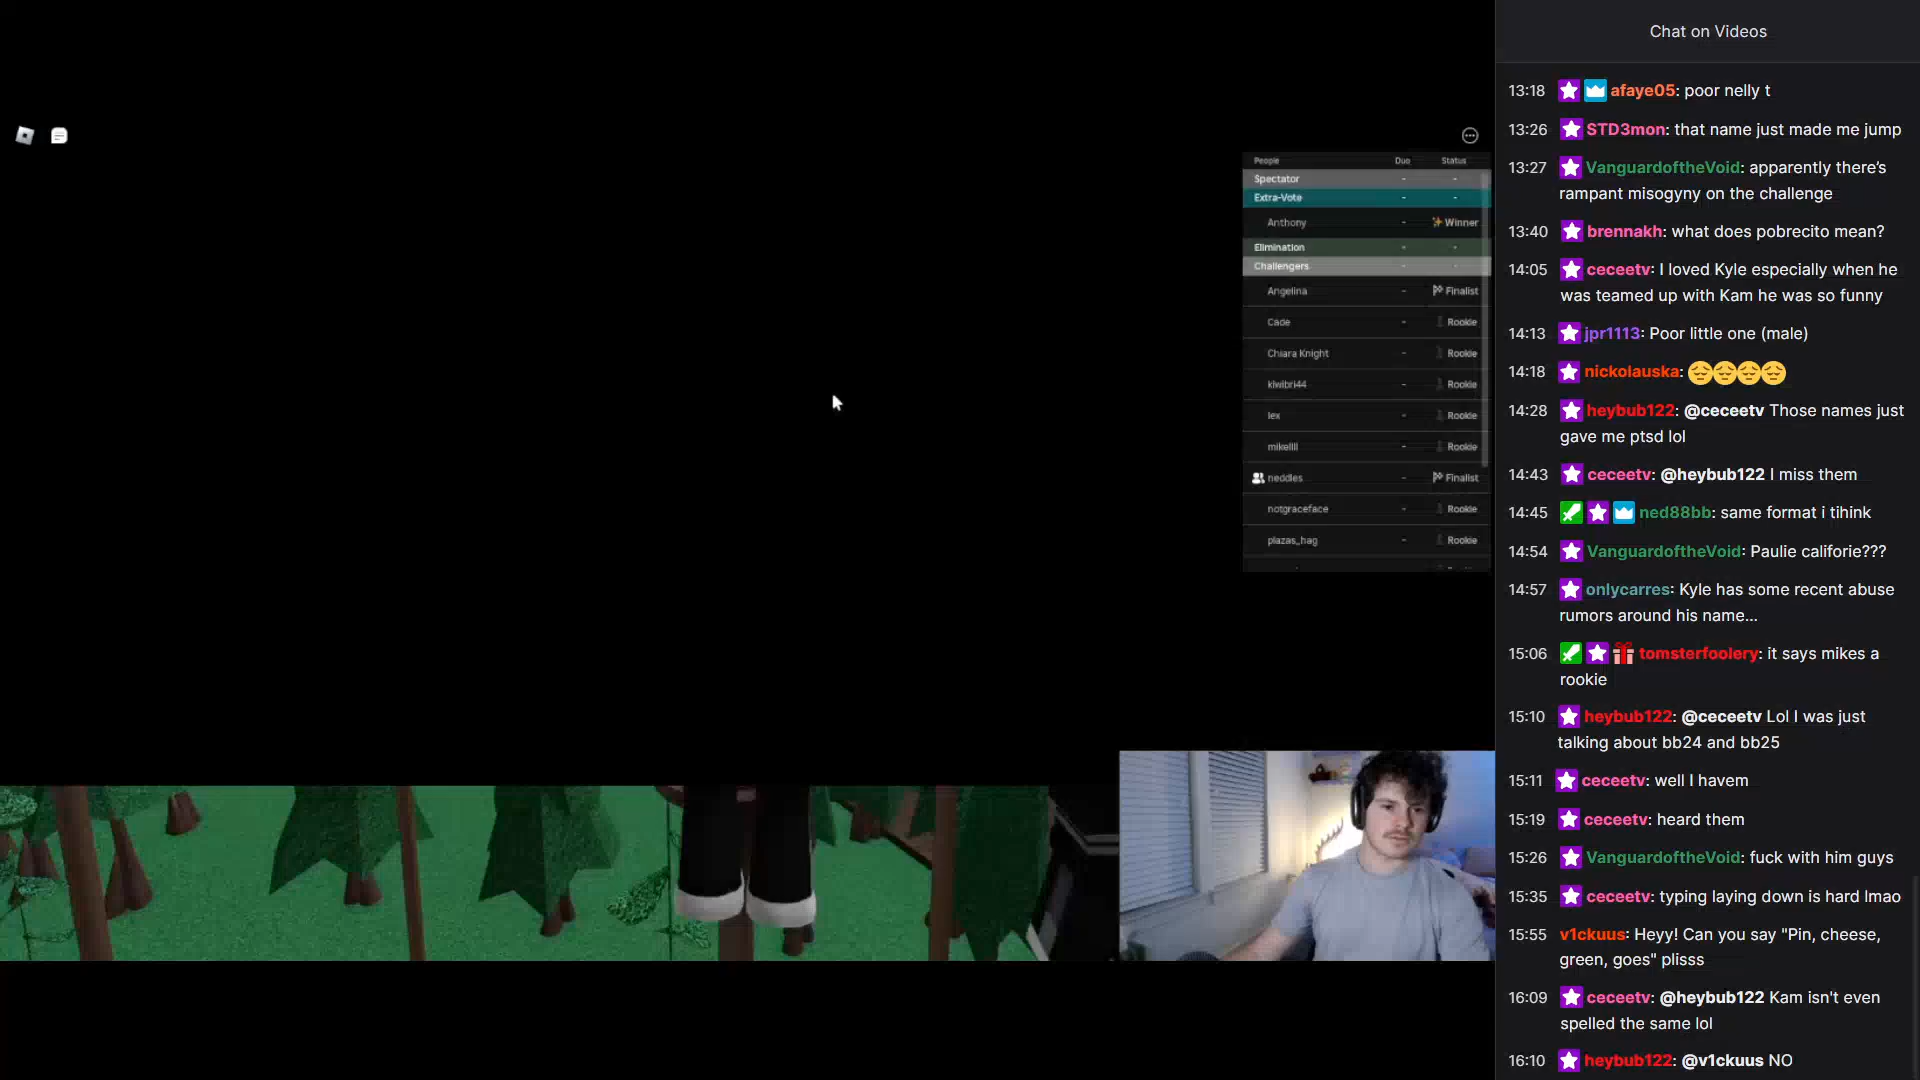 People Duo Status
Spectator - -
Extra-Vote - -
Anthony - Winner
Elimination - -
Challengers -
Angelina - Finalist
Cade - Rookie
Chiara Knight - Rookie
kiwibri44 - Rookie
lex - Rookie
- Rookie
neddles - Finalist
notgraceface - Rookie
plazas_hag - Rookie
Chat on Videos
13:18 afaye05: poor nelly t
13:26 STD3mon: that name just made me jump
13:27 VanguardoftheVoid: apparently there's
rampant misogyny on the challenge
13:40 brennakh: what does pobrecito mean?
14:05 ceceetv: I loved Kyle especially when he
was teamed up with Kam he was so funny
14:13 jpr1113: Poor little one (male)
14:18 nickolauska: 😔😔😔😔
14:28 heybub122: @ceceetv Those names just
gave me ptsd lol
14:43 ceceetv: @heybub122 I miss them
14:45 ned88bb: same format i tihink
14:54 VanguardoftheVoid: Paulie califorie???
14:57 onlycarres: Kyle has some recent abuse
rumors around his name...
15:06 tomsterfoolery: it says mikes a
rookie
15:10 heybub122: @ceceetv Lol I was just
talking about bb24 and bb25
15:11 ceceetv: well I havem
15:19 ceceetv: heard them
15:26 VanguardoftheVoid: fuck with him guys
15:35 ceceetv: typing laying down is hard lmao
15:55 v1ckuus: Heyy! Can you say "Pin, cheese,
green, goes" plisss
16:09 ceceetv: @heybub122 Kam isn't even
spelled the same lol
16:10 heybub122: @v1ckuus NO